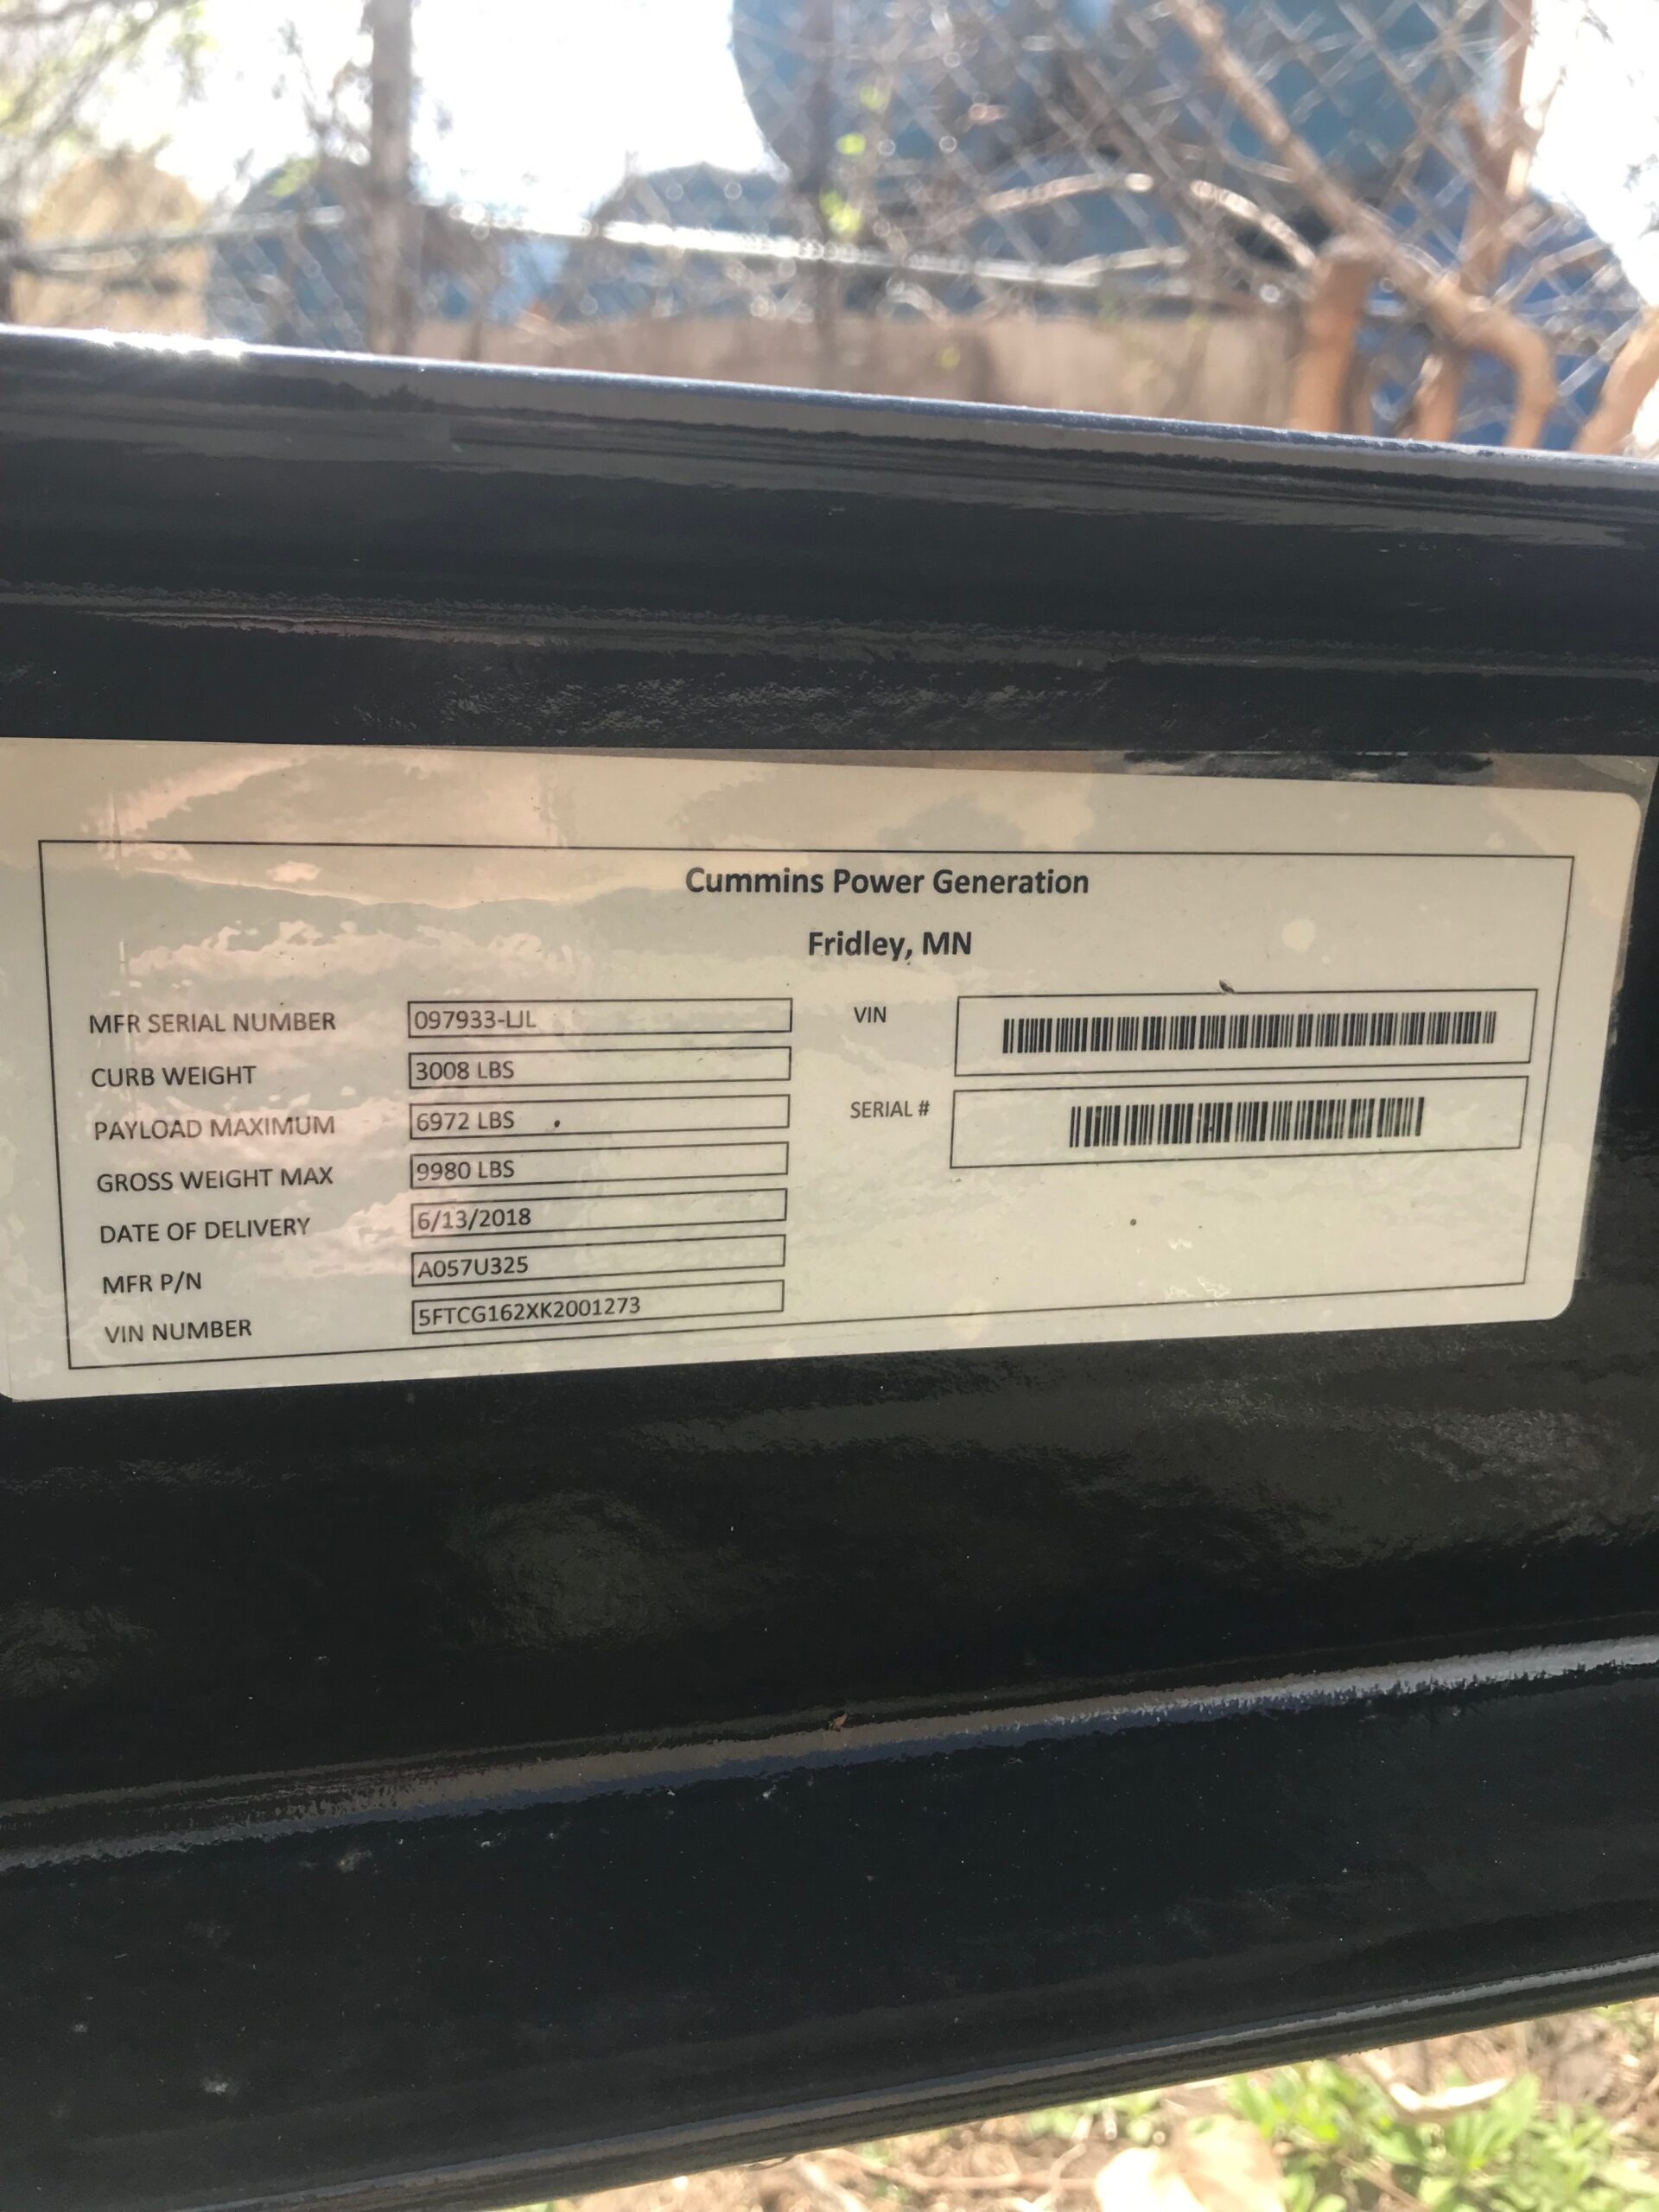 Cummins Power Generation
Fridley, MN
MFR SERIAL NUMBER 097933-LJL
CURB WEIGHT 3008 LBS
PAYLOAD MAXIMUM 6972 LBS
GROSS WEIGHT MAX 9980 LBS
DATE OF DELIVERY 6/13/2018
MFR P/N A057U325
VIN NUMBER 5FTCG162XK2001273
VIN
SERIAL #